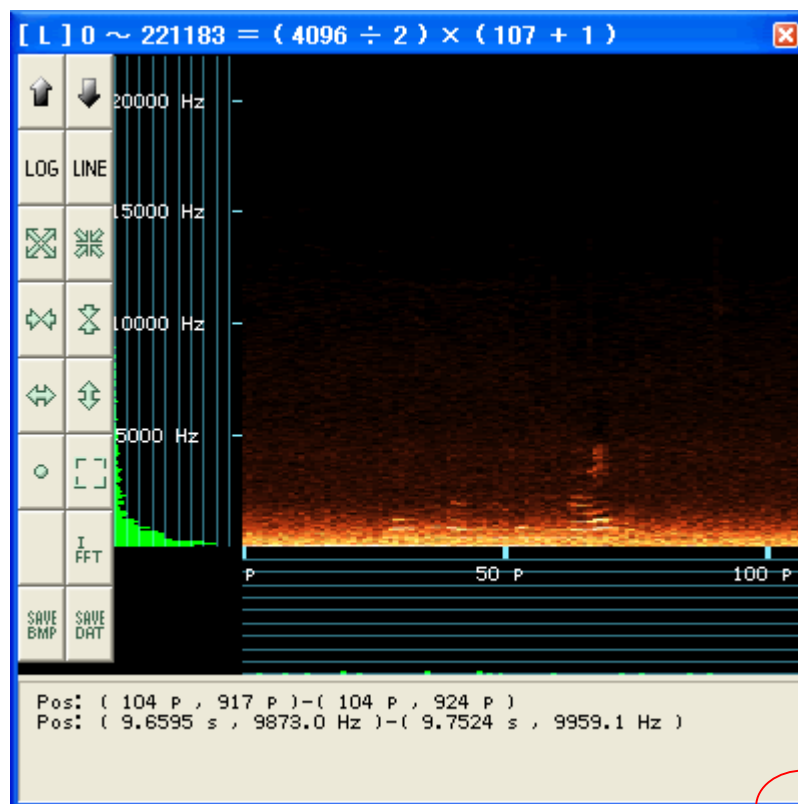 [ L ] 0 ～ 221183 ＝ ( 4096 ÷ 2 ) × ( 107 + 1 )
20000 Hz
LOG LINE
15000 Hz
10000 Hz
5000 Hz
I FFT
P 50 P 100 P
SAVE BMP SAVE DAT
Pos: ( 104 P , 917 P )-( 104 P , 924 P )
Pos: ( 9.6595 s , 9873.0 Hz )-( 9.7524 s , 9959.1 Hz )